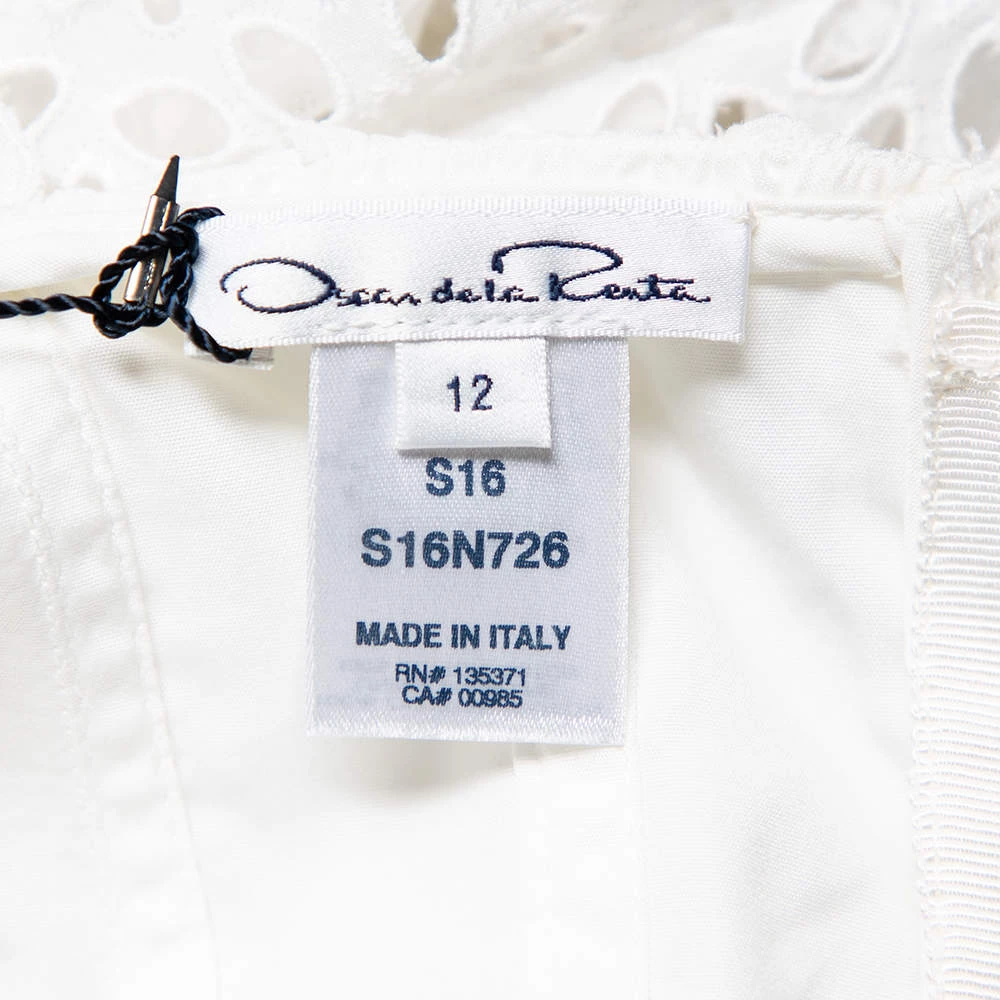 Oscar de la Renta
12
S16
S16N726
MADE IN ITALY
RN# 135371
CA# 00985